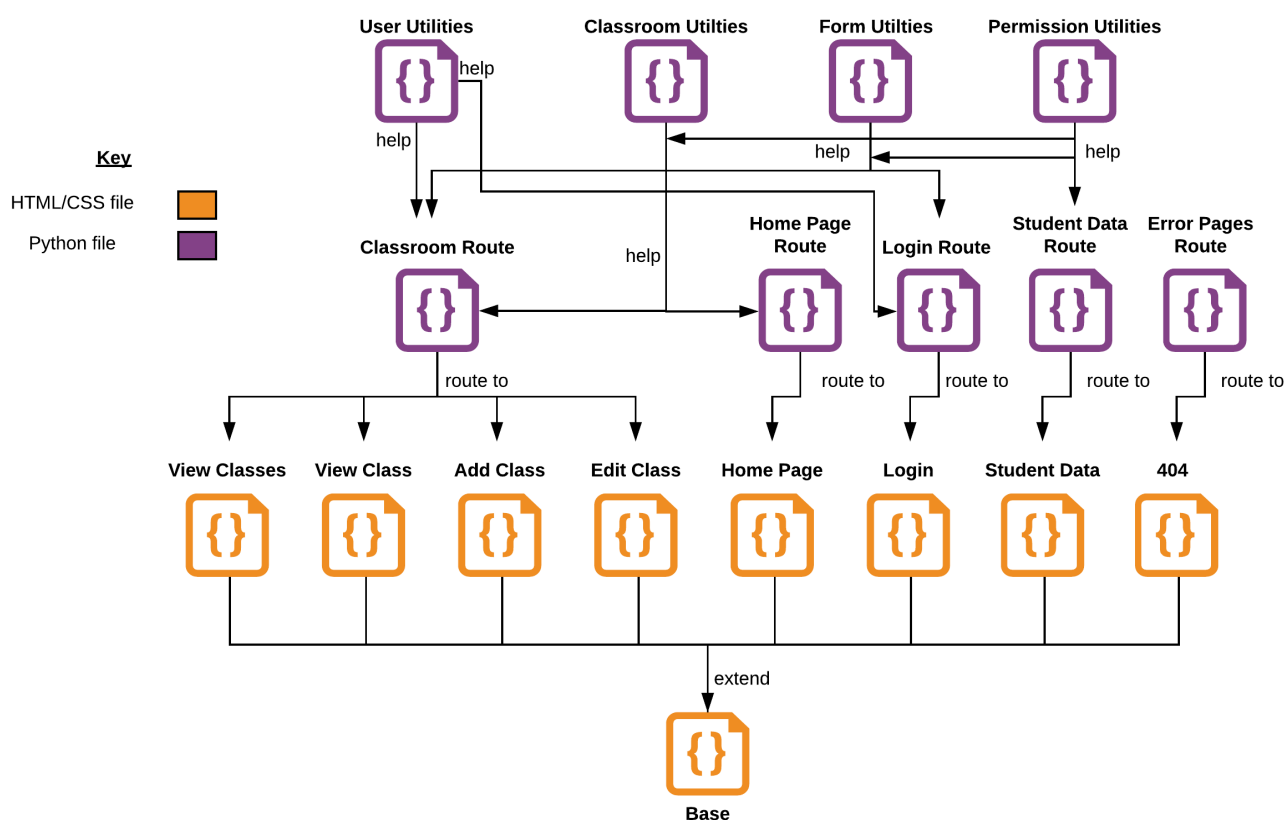 User Utilities
Classroom Utilties
Form Utilties
Permission Utilities
{ }
{ }
{ }
{ }
help
help
help
help
Key
HTML/CSS file
Python file
Classroom Route
help
Home Page
Route
Login Route
Student Data
Route
Error Pages
Route
{ }
{ }
{ }
{ }
{ }
route to
route to
route to
route to
route to
View Classes
View Class
Add Class
Edit Class
Home Page
Login
Student Data
404
{ }
{ }
{ }
{ }
{ }
{ }
{ }
{ }
extend
{ }
Base